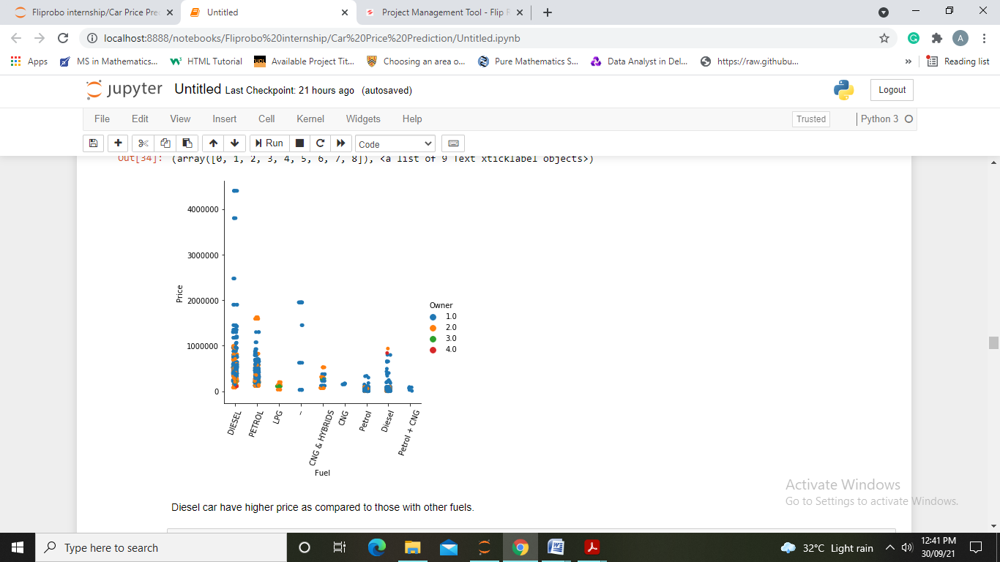 Fliprobo internship/Car Price Pre
Untitled
Project Management Tool - Flip
localhost:8888/notebooks/Fliprobo%20internship/Car%20Price%20Prediction/Untitled.ipynb
A
Apps
MS in Mathematics...
HTML Tutorial
Available Project Tit...
Choosing an area o...
Pure Mathematics S...
Data Analyst in Del...
https://raw.githubu...
»
Reading list
jupyter Untitled Last Checkpoint: 21 hours ago (autosaved)
Logout
File Edit View Insert Cell Kernel Widgets Help
Trusted
Python 3
Run
Code
Out[34]: (array([0, 1, 2, 3, 4, 5, 6, 7, 8]), <a list of 9 Text xticklabel objects>)
4000000
3000000
2000000
1000000
0
Price
Owner
1.0
2.0
3.0
4.0
DIESEL
PETROL
LPG
–
CNG & HYBRIDS
CNG
Petrol
Diesel
Petrol + CNG
Fuel
Diesel car have higher price as compared to those with other fuels.
Activate Windows
Go to Settings to activate Windows.
Type here to search
32°C Light rain
12:41 PM
30/09/21